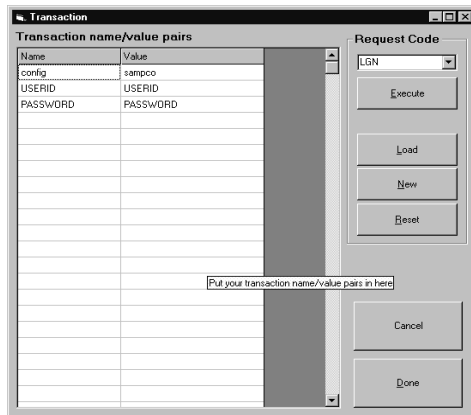 Transaction
Transaction name/value pairs
Request Code
Name Value
config sampco
USERID USERID
PASSWORD PASSWORD
LGN
Execute
Load
New
Reset
Put your transaction name/value pairs in here
Cancel
Done